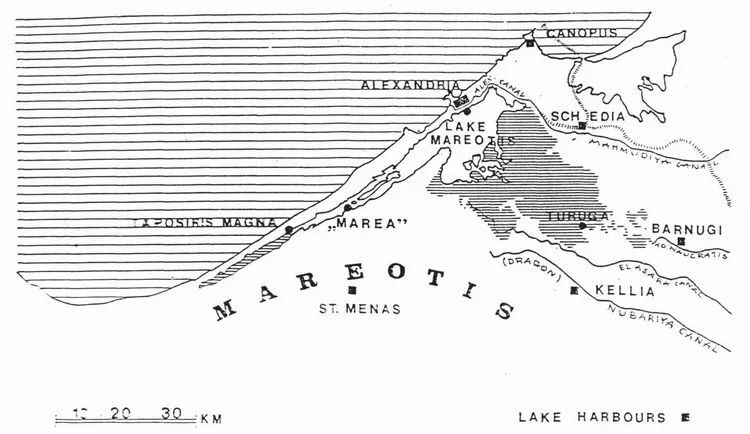 CANOPUS
ALEXANDRIA
ALEX. CANAL
SCHEDIA
LAKE
MAREOTIS
MAHMUDIYA CANAL
TAPOSIRIS MAGNA
„MAREA”
TURUGA
BARNUGI
TO NAUCRATIS
EL ASARA CANAL
(DRAGON)
KELLIA
NUBARIYA CANAL
MAREOTIS
ST. MENAS
10 20 30 KM
LAKE HARBOURS